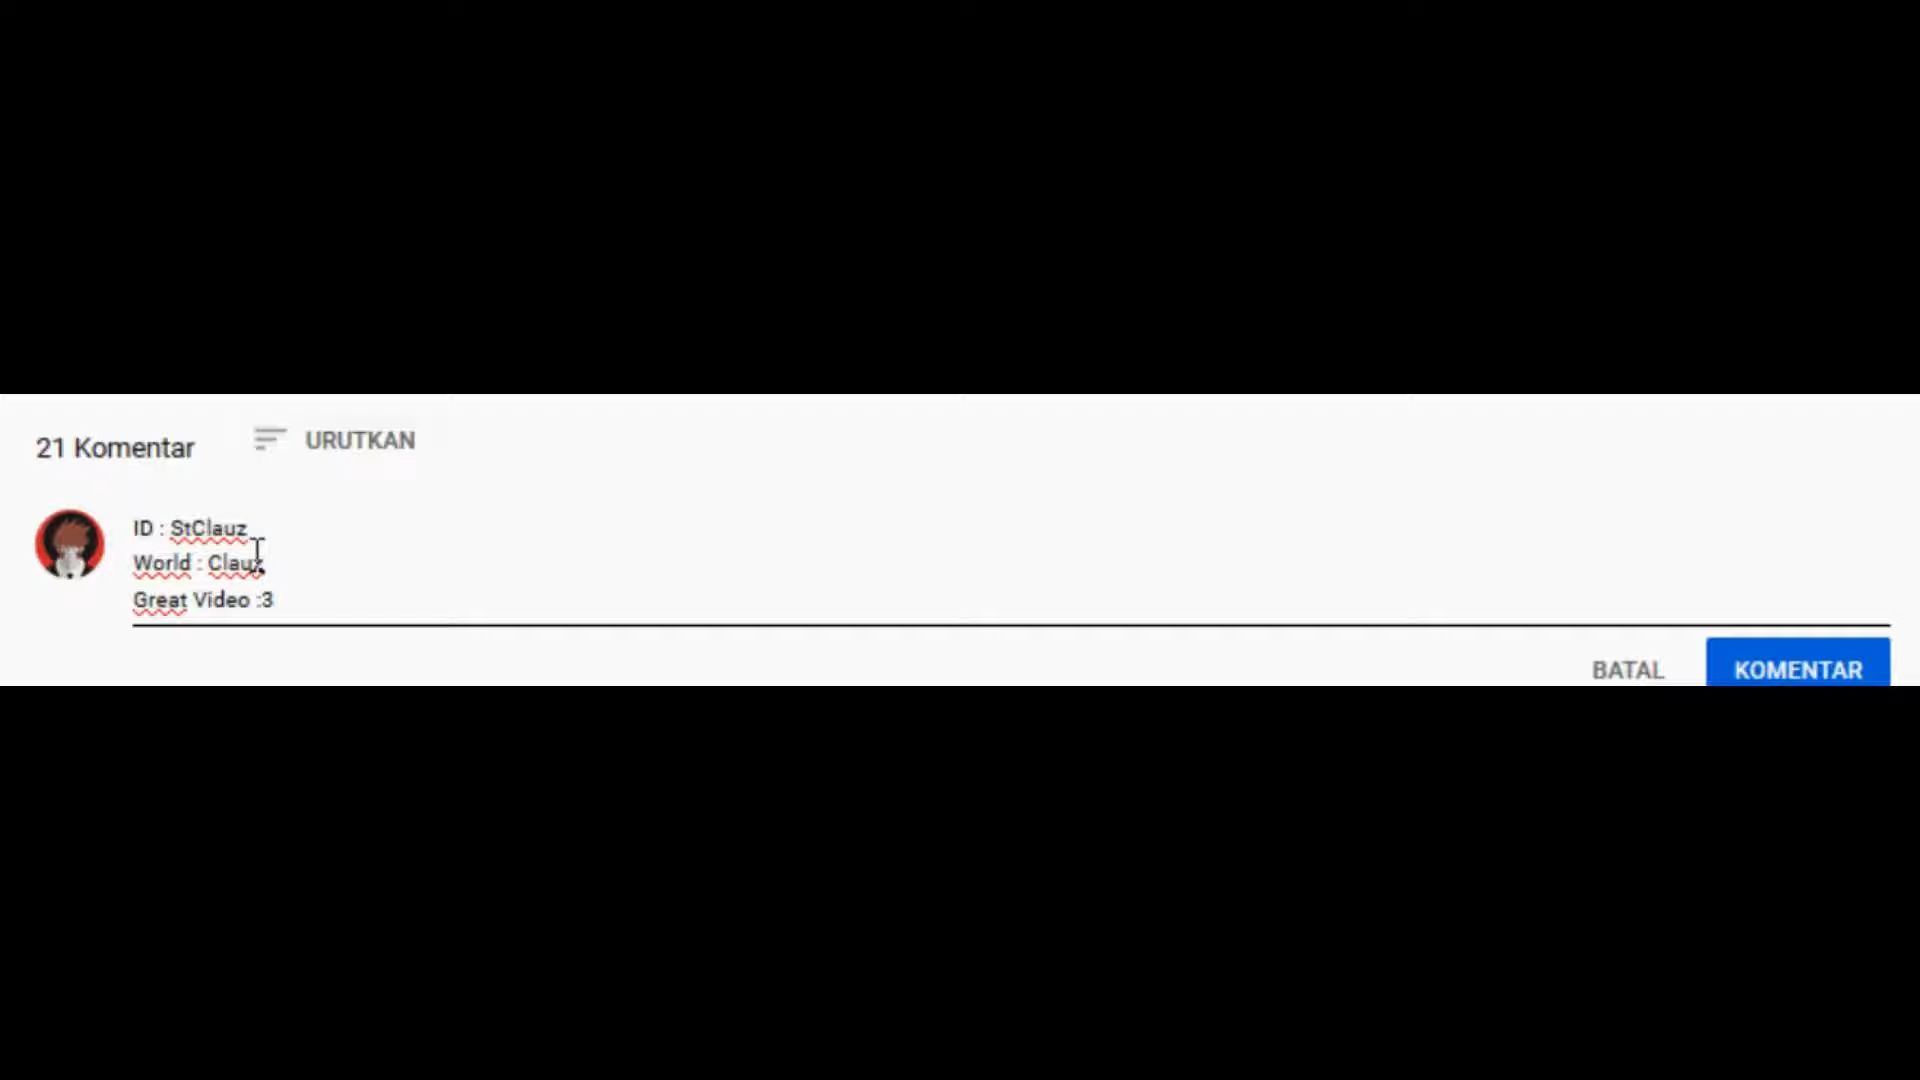 21 Komentar
URUTKAN
ID : StClauz
World : Clauz
Great Video :3
BATAL
KOMENTAR